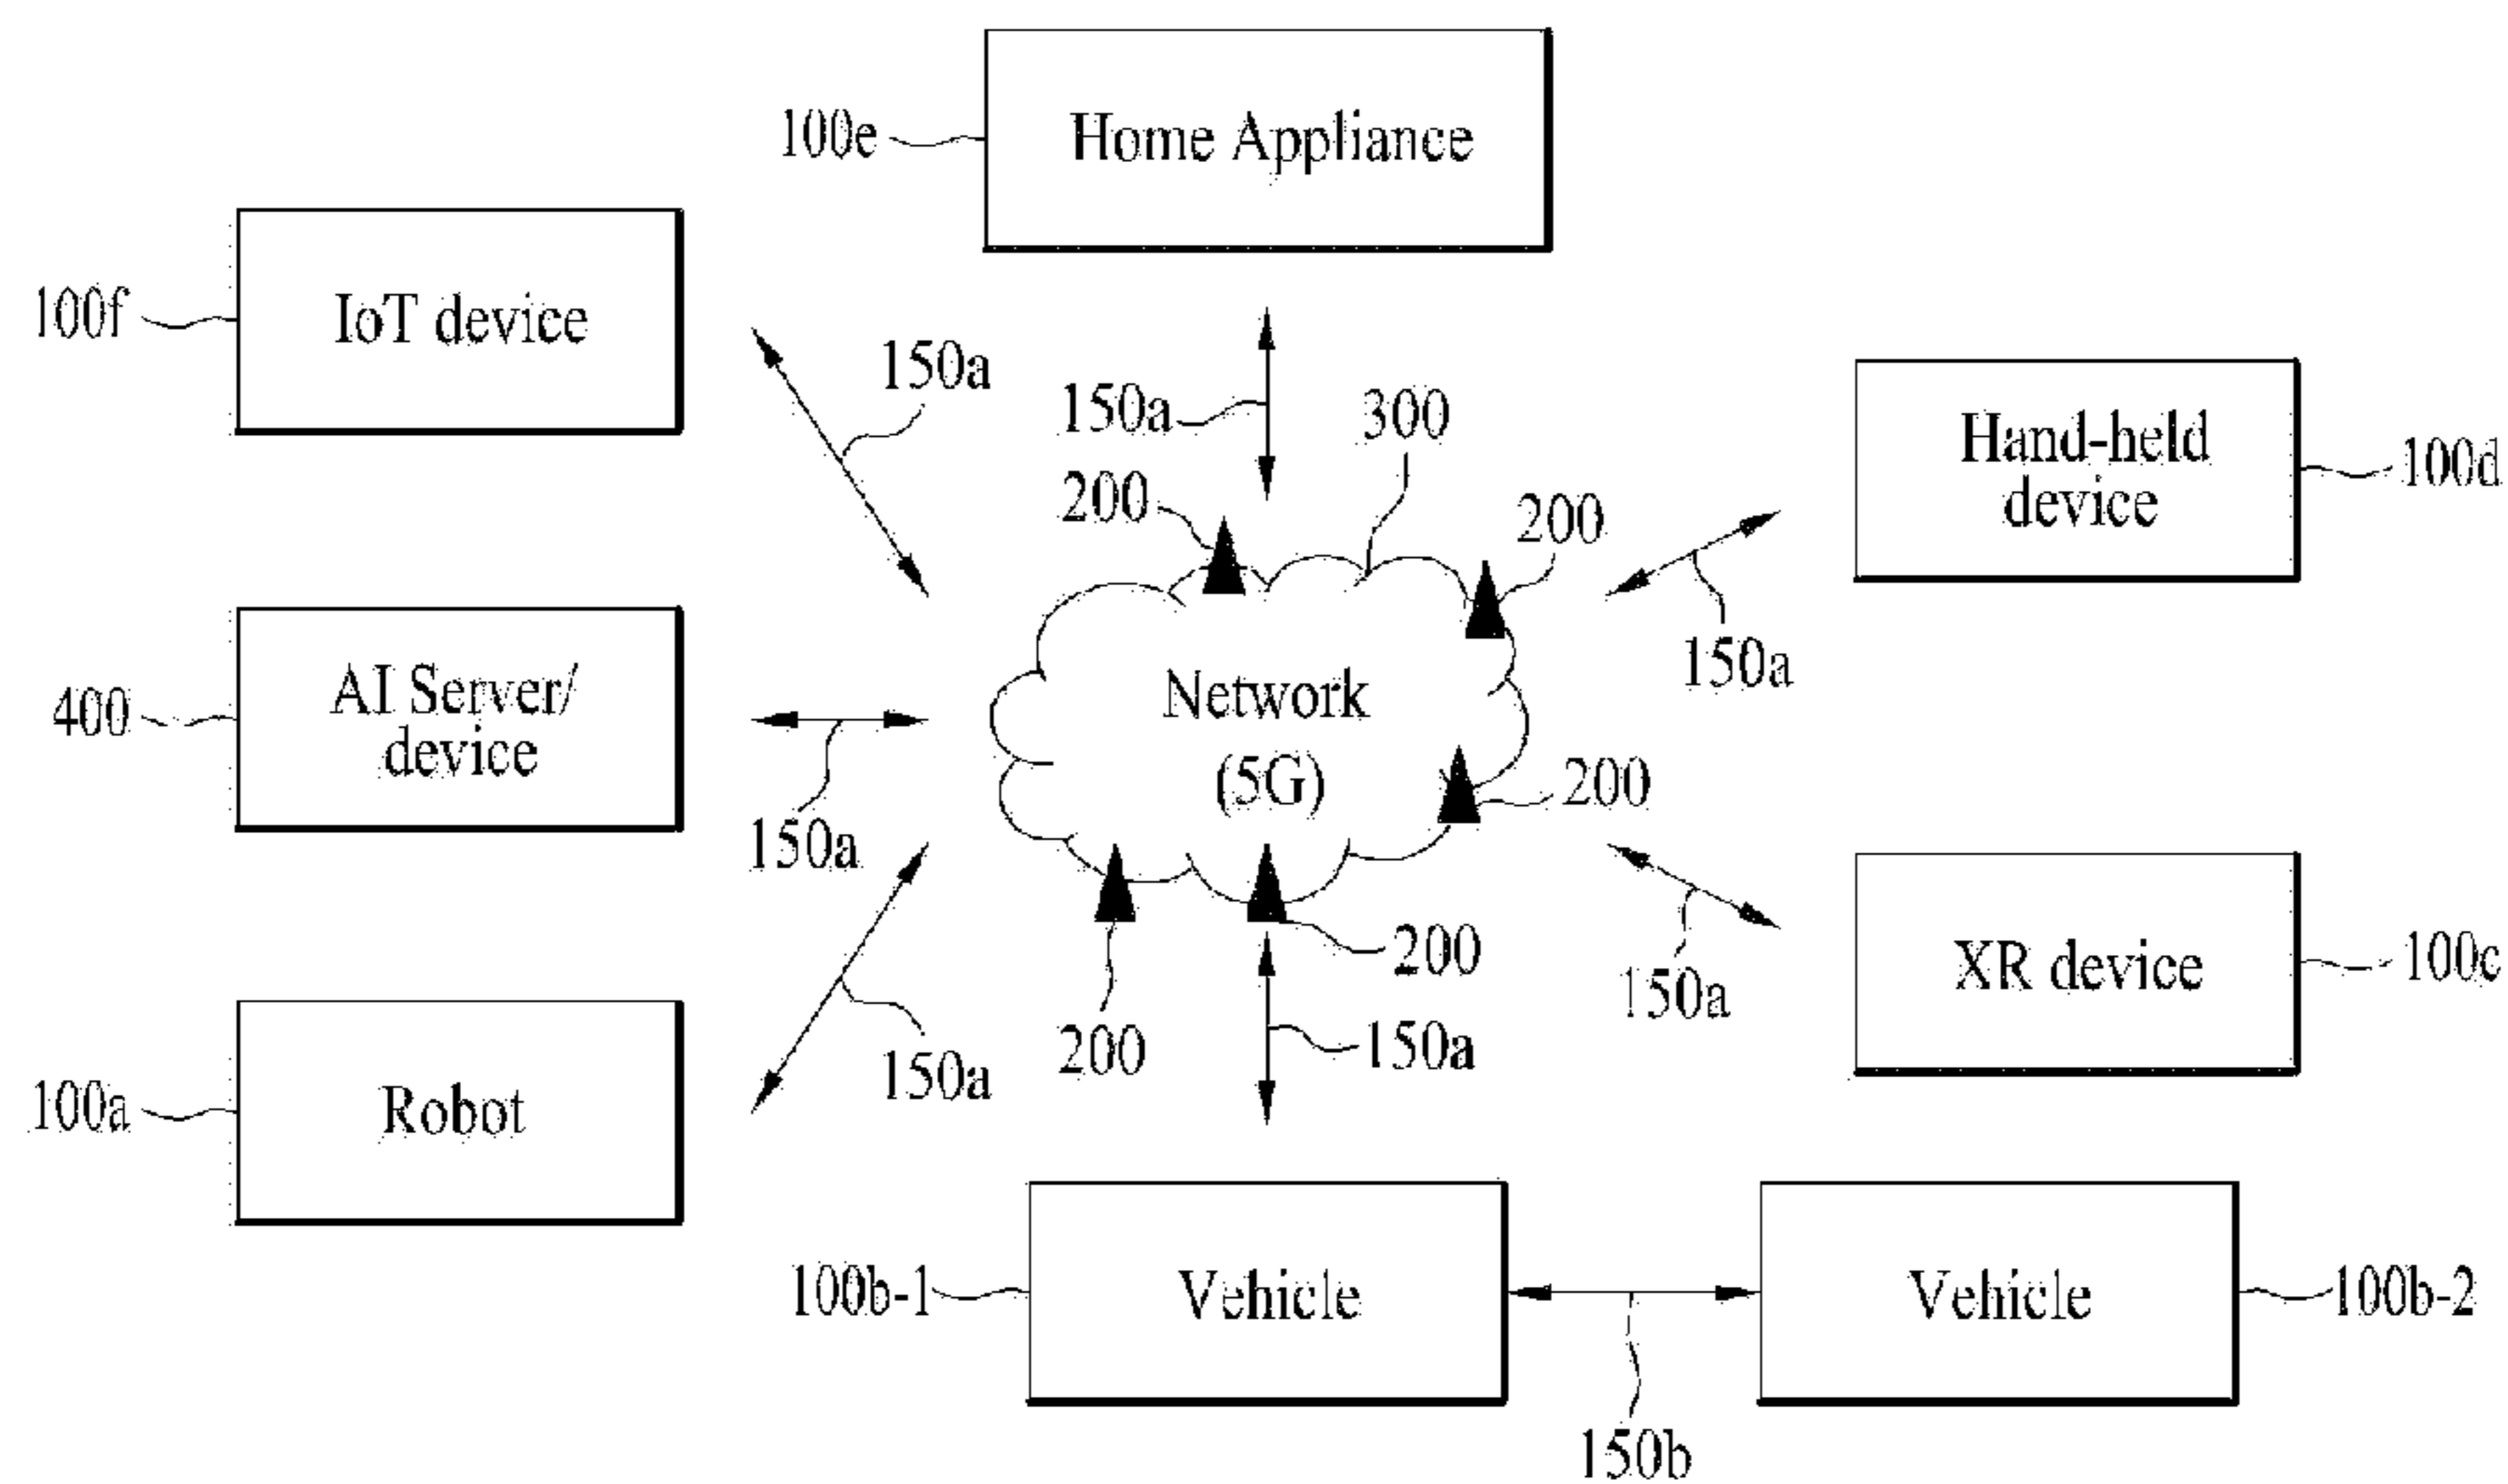 100e
Home Appliance
100f
IoT device
150a
150a
300
Hand-held
device
100d
200
200
150a
400
AI Server/
device
Network
(5G)
200
150a
150a
XR device
100c
200
200
150a
150a
100a
Robot
100b-1
Vehicle
Vehicle
100b-2
150b